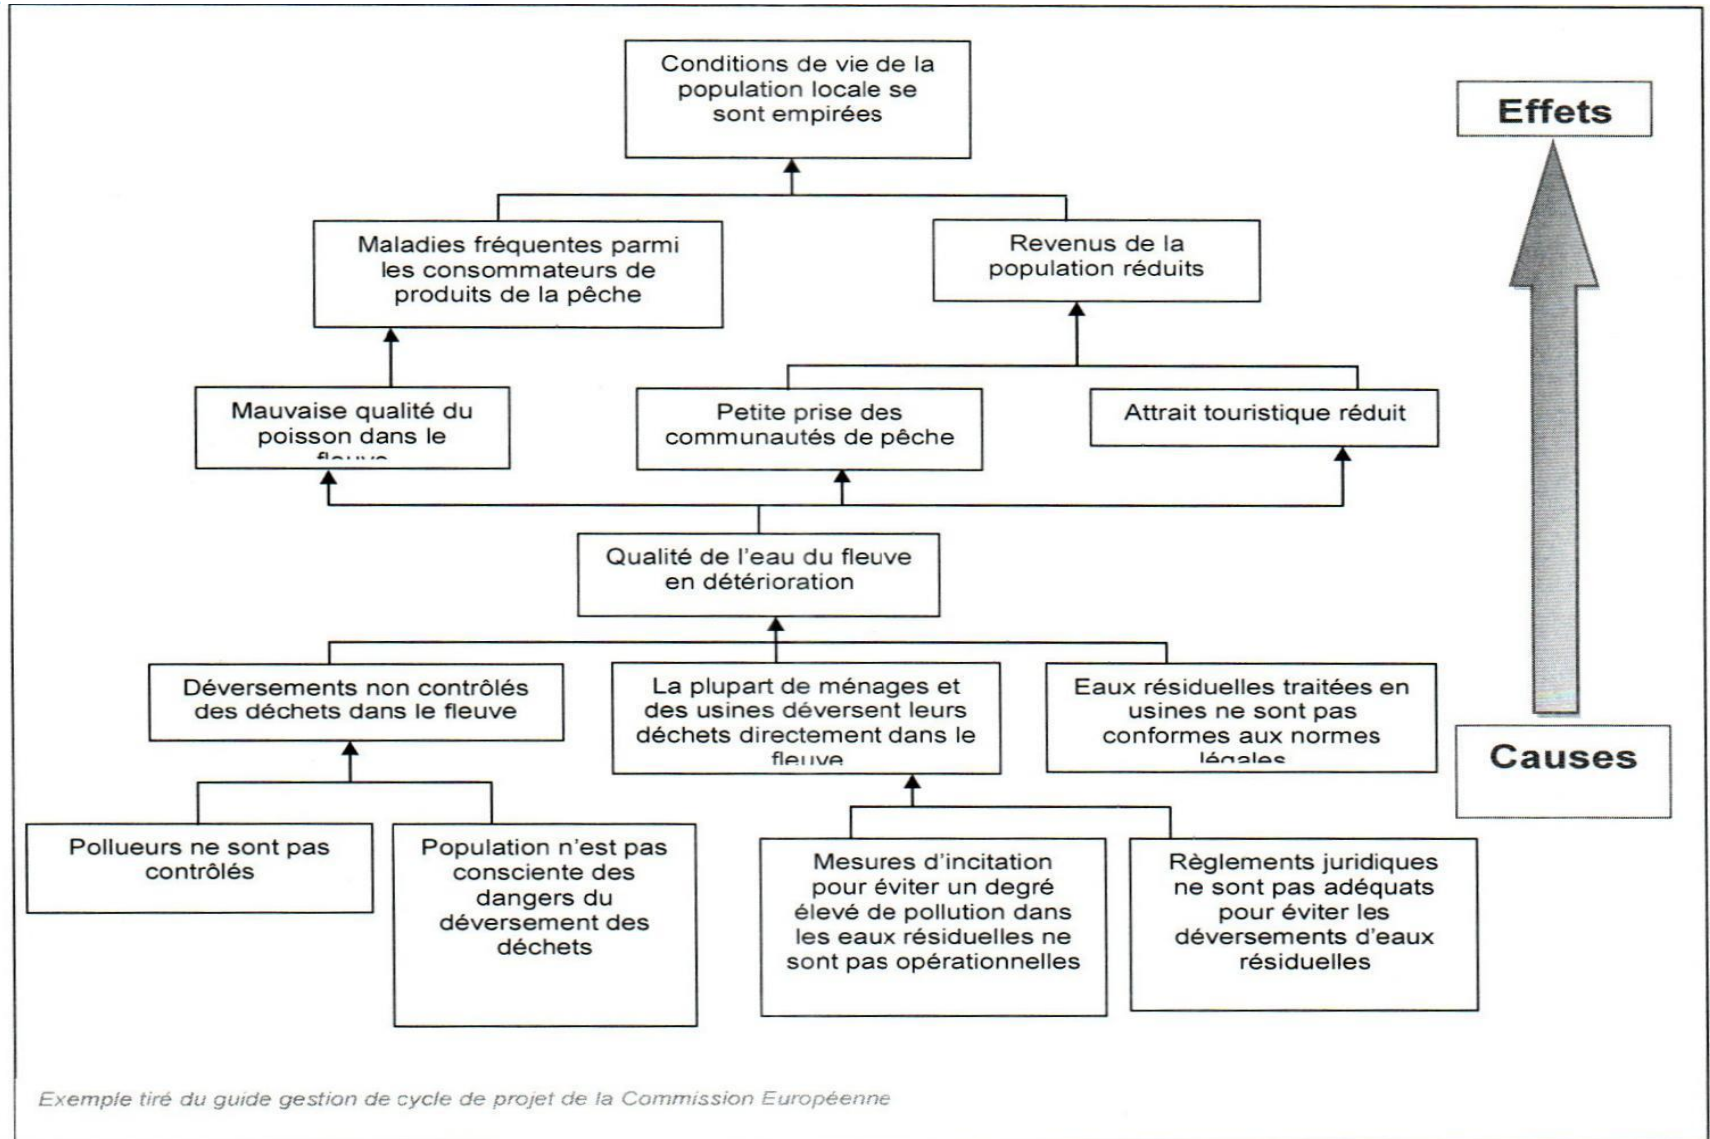 Conditions de vie de la
population locale se
sont empirées
Effets
Maladies fréquentes parmi
les consommateurs de
produits de la pêche
Revenus de la
population réduits
Mauvaise qualité du
poisson dans le
fleuve
Petite prise des
communautés de pêche
Attrait touristique réduit
Qualité de l'eau du fleuve
en détérioration
Déversements non contrôlés
des déchets dans le fleuve
La plupart de ménages et
des usines déversent leurs
déchets directement dans le
fleuve
Eaux résiduelles traitées en
usines ne sont pas
conformes aux normes
légales
Causes
Pollueurs ne sont pas
contrôlés
Population n'est pas
consciente des
dangers du
déversement des
déchets
Mesures d'incitation
pour éviter un degré
élevé de pollution dans
les eaux résiduelles ne
sont pas opérationnelles
Règlements juridiques
ne sont pas adéquats
pour éviter les
déversements d'eaux
résiduelles
Exemple tiré du guide gestion de cycle de projet de la Commission Européenne